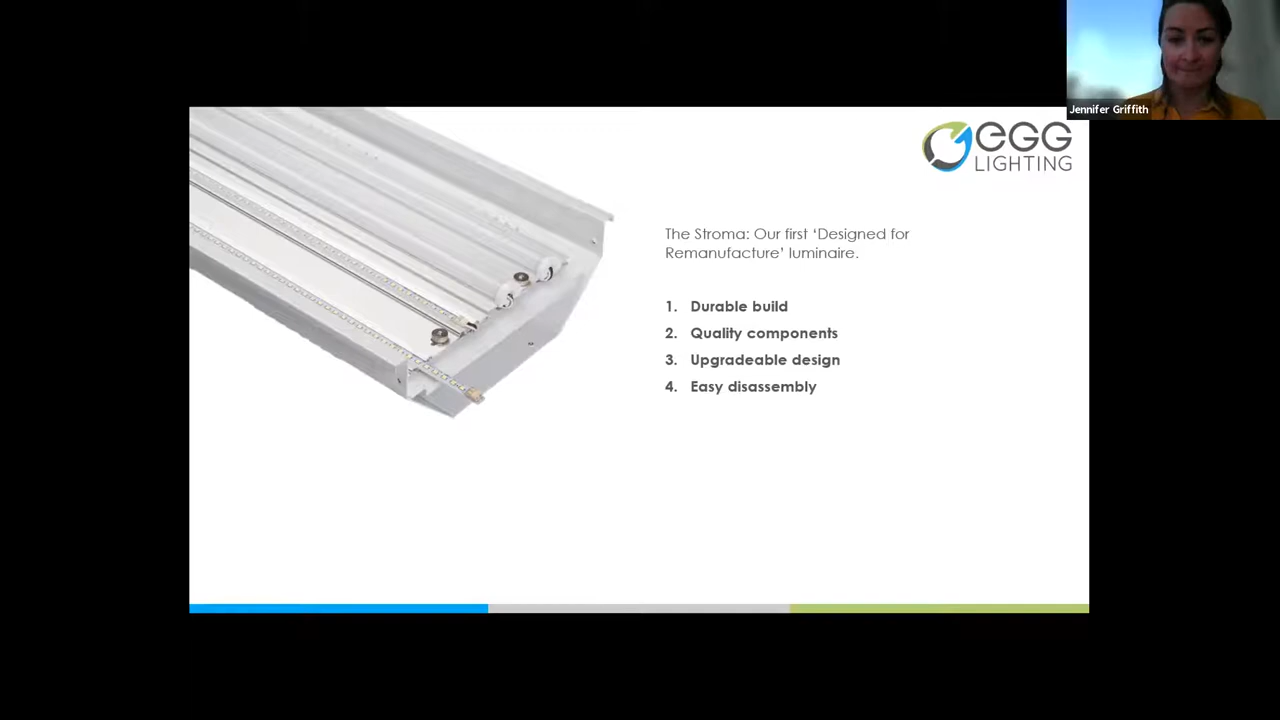 Jennifer Griffith
egg
LIGHTING
The Stroma: Our first ‘Designed for
Remanufacture’ luminaire.
1. Durable build
2. Quality components
3. Upgradeable design
4. Easy disassembly